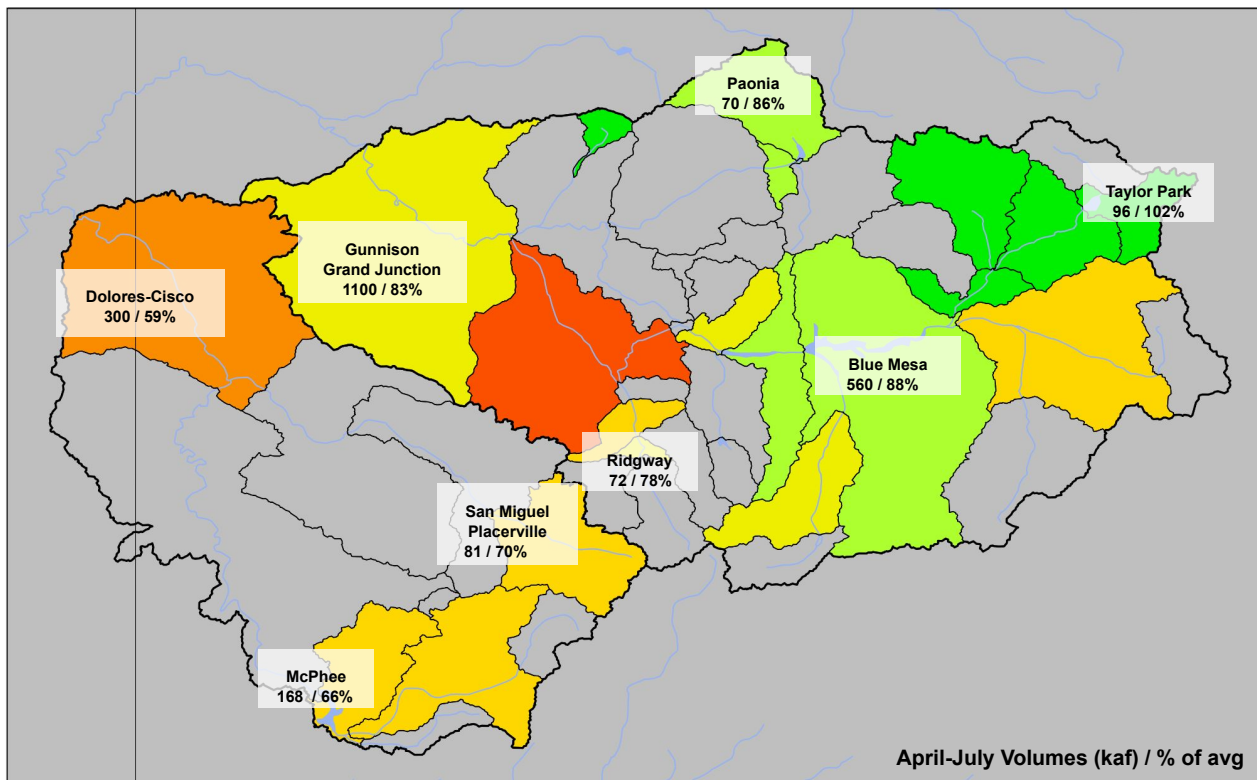 Paonia
70 / 86%
Taylor Park
96 / 102%
Gunnison
Grand Junction
1100 / 83%
Dolores-Cisco
300 / 59%
Blue Mesa
560 / 88%
Ridgway
72 / 78%
San Miguel
Placerville
81 / 70%
McPhee
168 / 66%
April-July Volumes (kaf) / % of avg